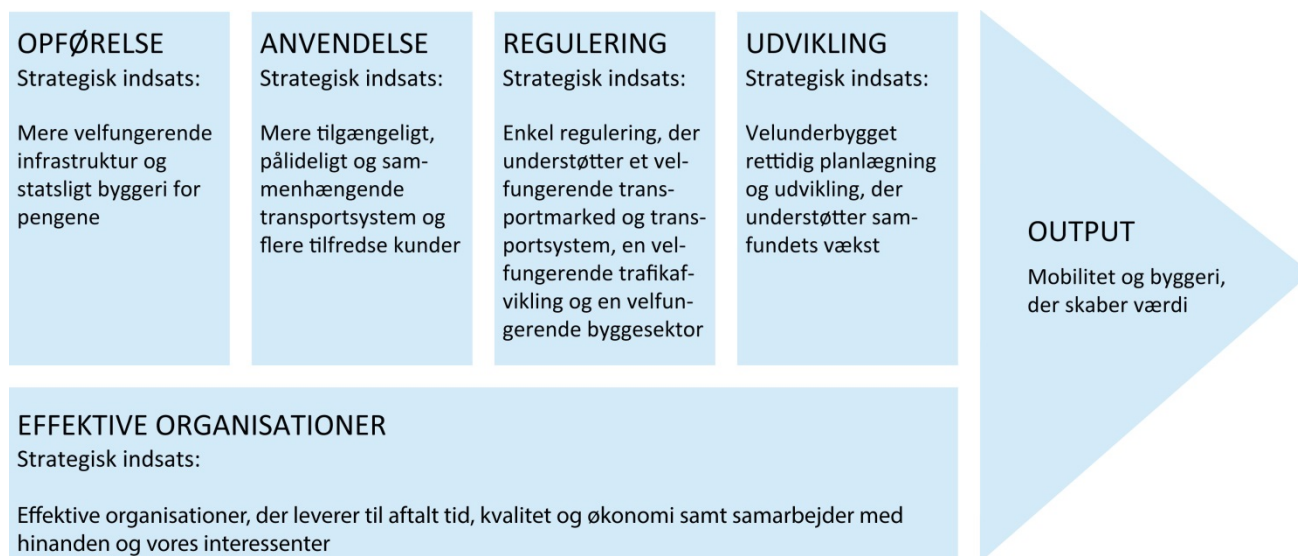 OPFØRELSE
Strategisk indsats:
Mere velfungerende
infrastruktur og
statsligt byggeri for
pengene
ANVENDELSE
Strategisk indsats:
Mere tilgængeligt,
pålideligt og sam-
menhængende
transportsystem og
flere tilfredse kunder
REGULERING
Strategisk indsats:
Enkel regulering, der
understøtter et vel-
fungerende trans-
portmarked og trans-
portsystem, en vel-
fungerende trafikaf-
vikling og en velfun-
gerende byggesektor
UDVIKLING
Strategisk indsats:
Velunderbygget
rettidig planlægning
og udvikling, der
understøtter sam-
fundets vækst
OUTPUT
Mobilitet og byggeri,
der skaber værdi
EFFEKTIVE ORGANISATIONER
Strategisk indsats:
Effektive organisationer, der leverer til aftalt tid, kvalitet og økonomi samt samarbejder med
hinanden og vores interessenter